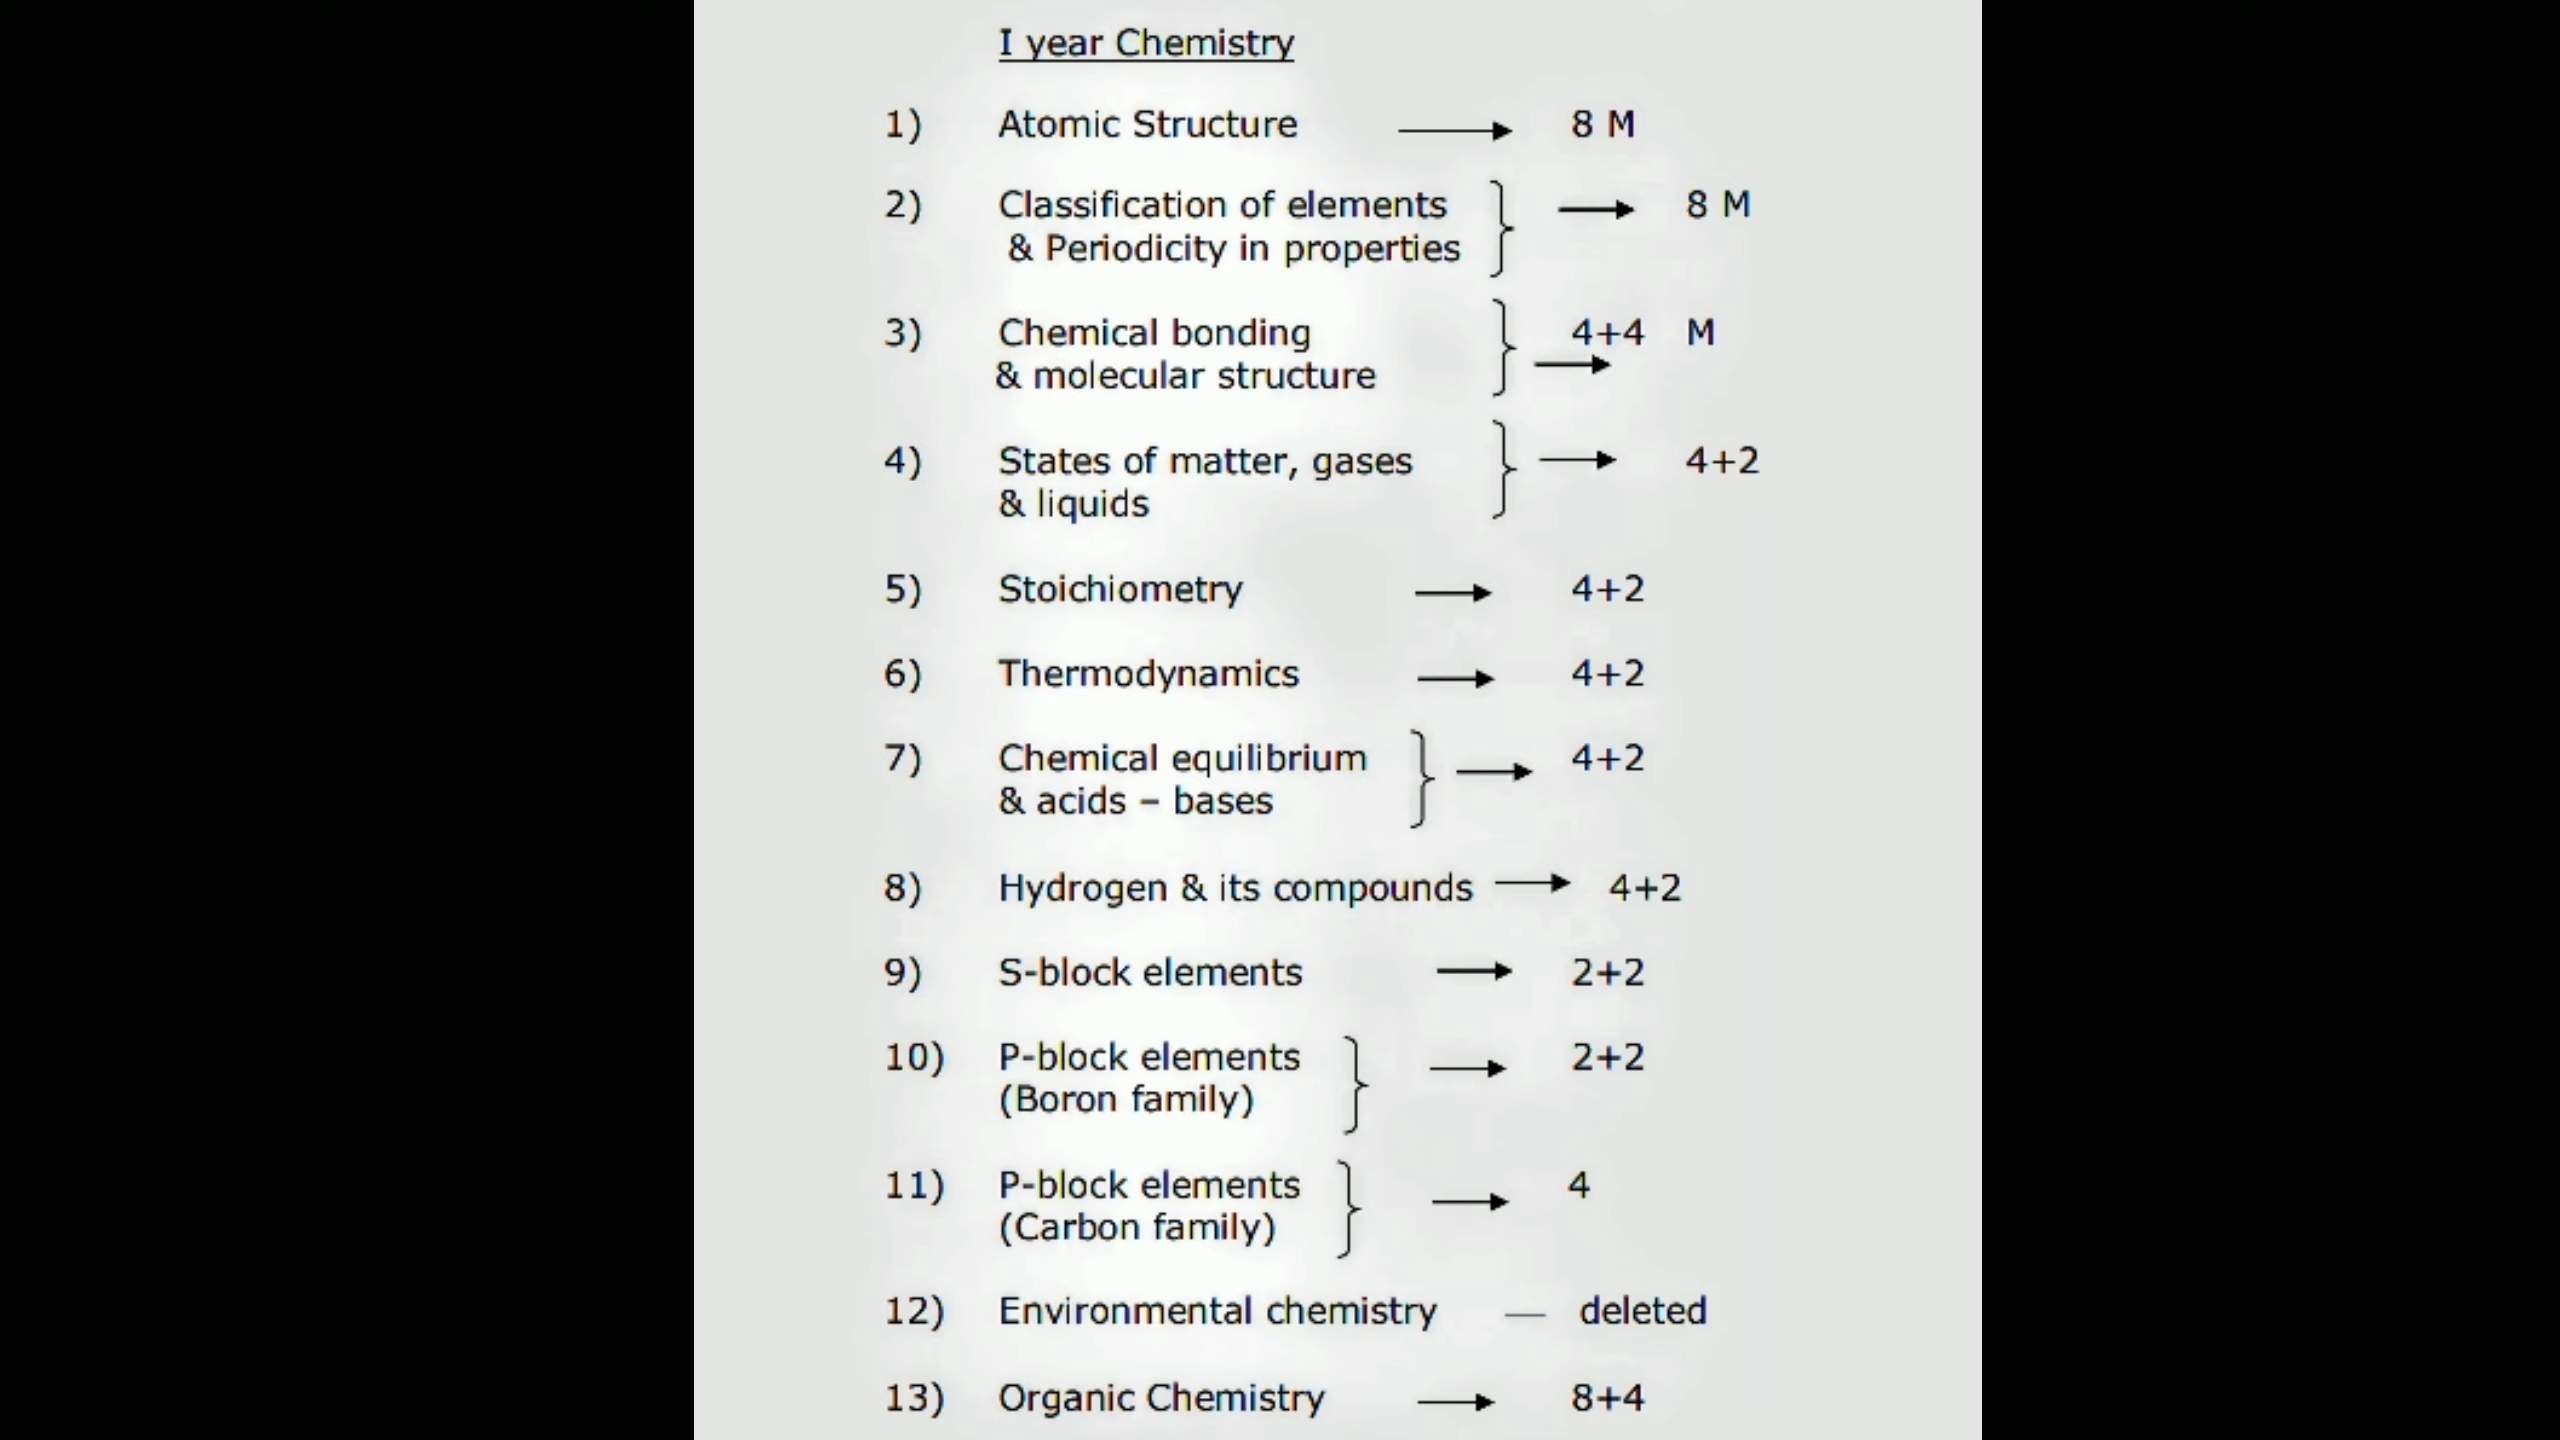 I year Chemistry
1) Atomic Structure 8 M
2) Classification of elements 8 M
& Periodicity in properties
3) Chemical bonding 4+4 M
& molecular structure
4) States of matter, gases 4+2
& liquids
5) Stoichiometry 4+2
6) Thermodynamics 4+2
7) Chemical equilibrium 4+2
& acids – bases
8) Hydrogen & its compounds 4+2
9) S-block elements 2+2
10) P-block elements 2+2
(Boron family)
11) P-block elements 4
(Carbon family)
12) Environmental chemistry — deleted
13) Organic Chemistry 8+4